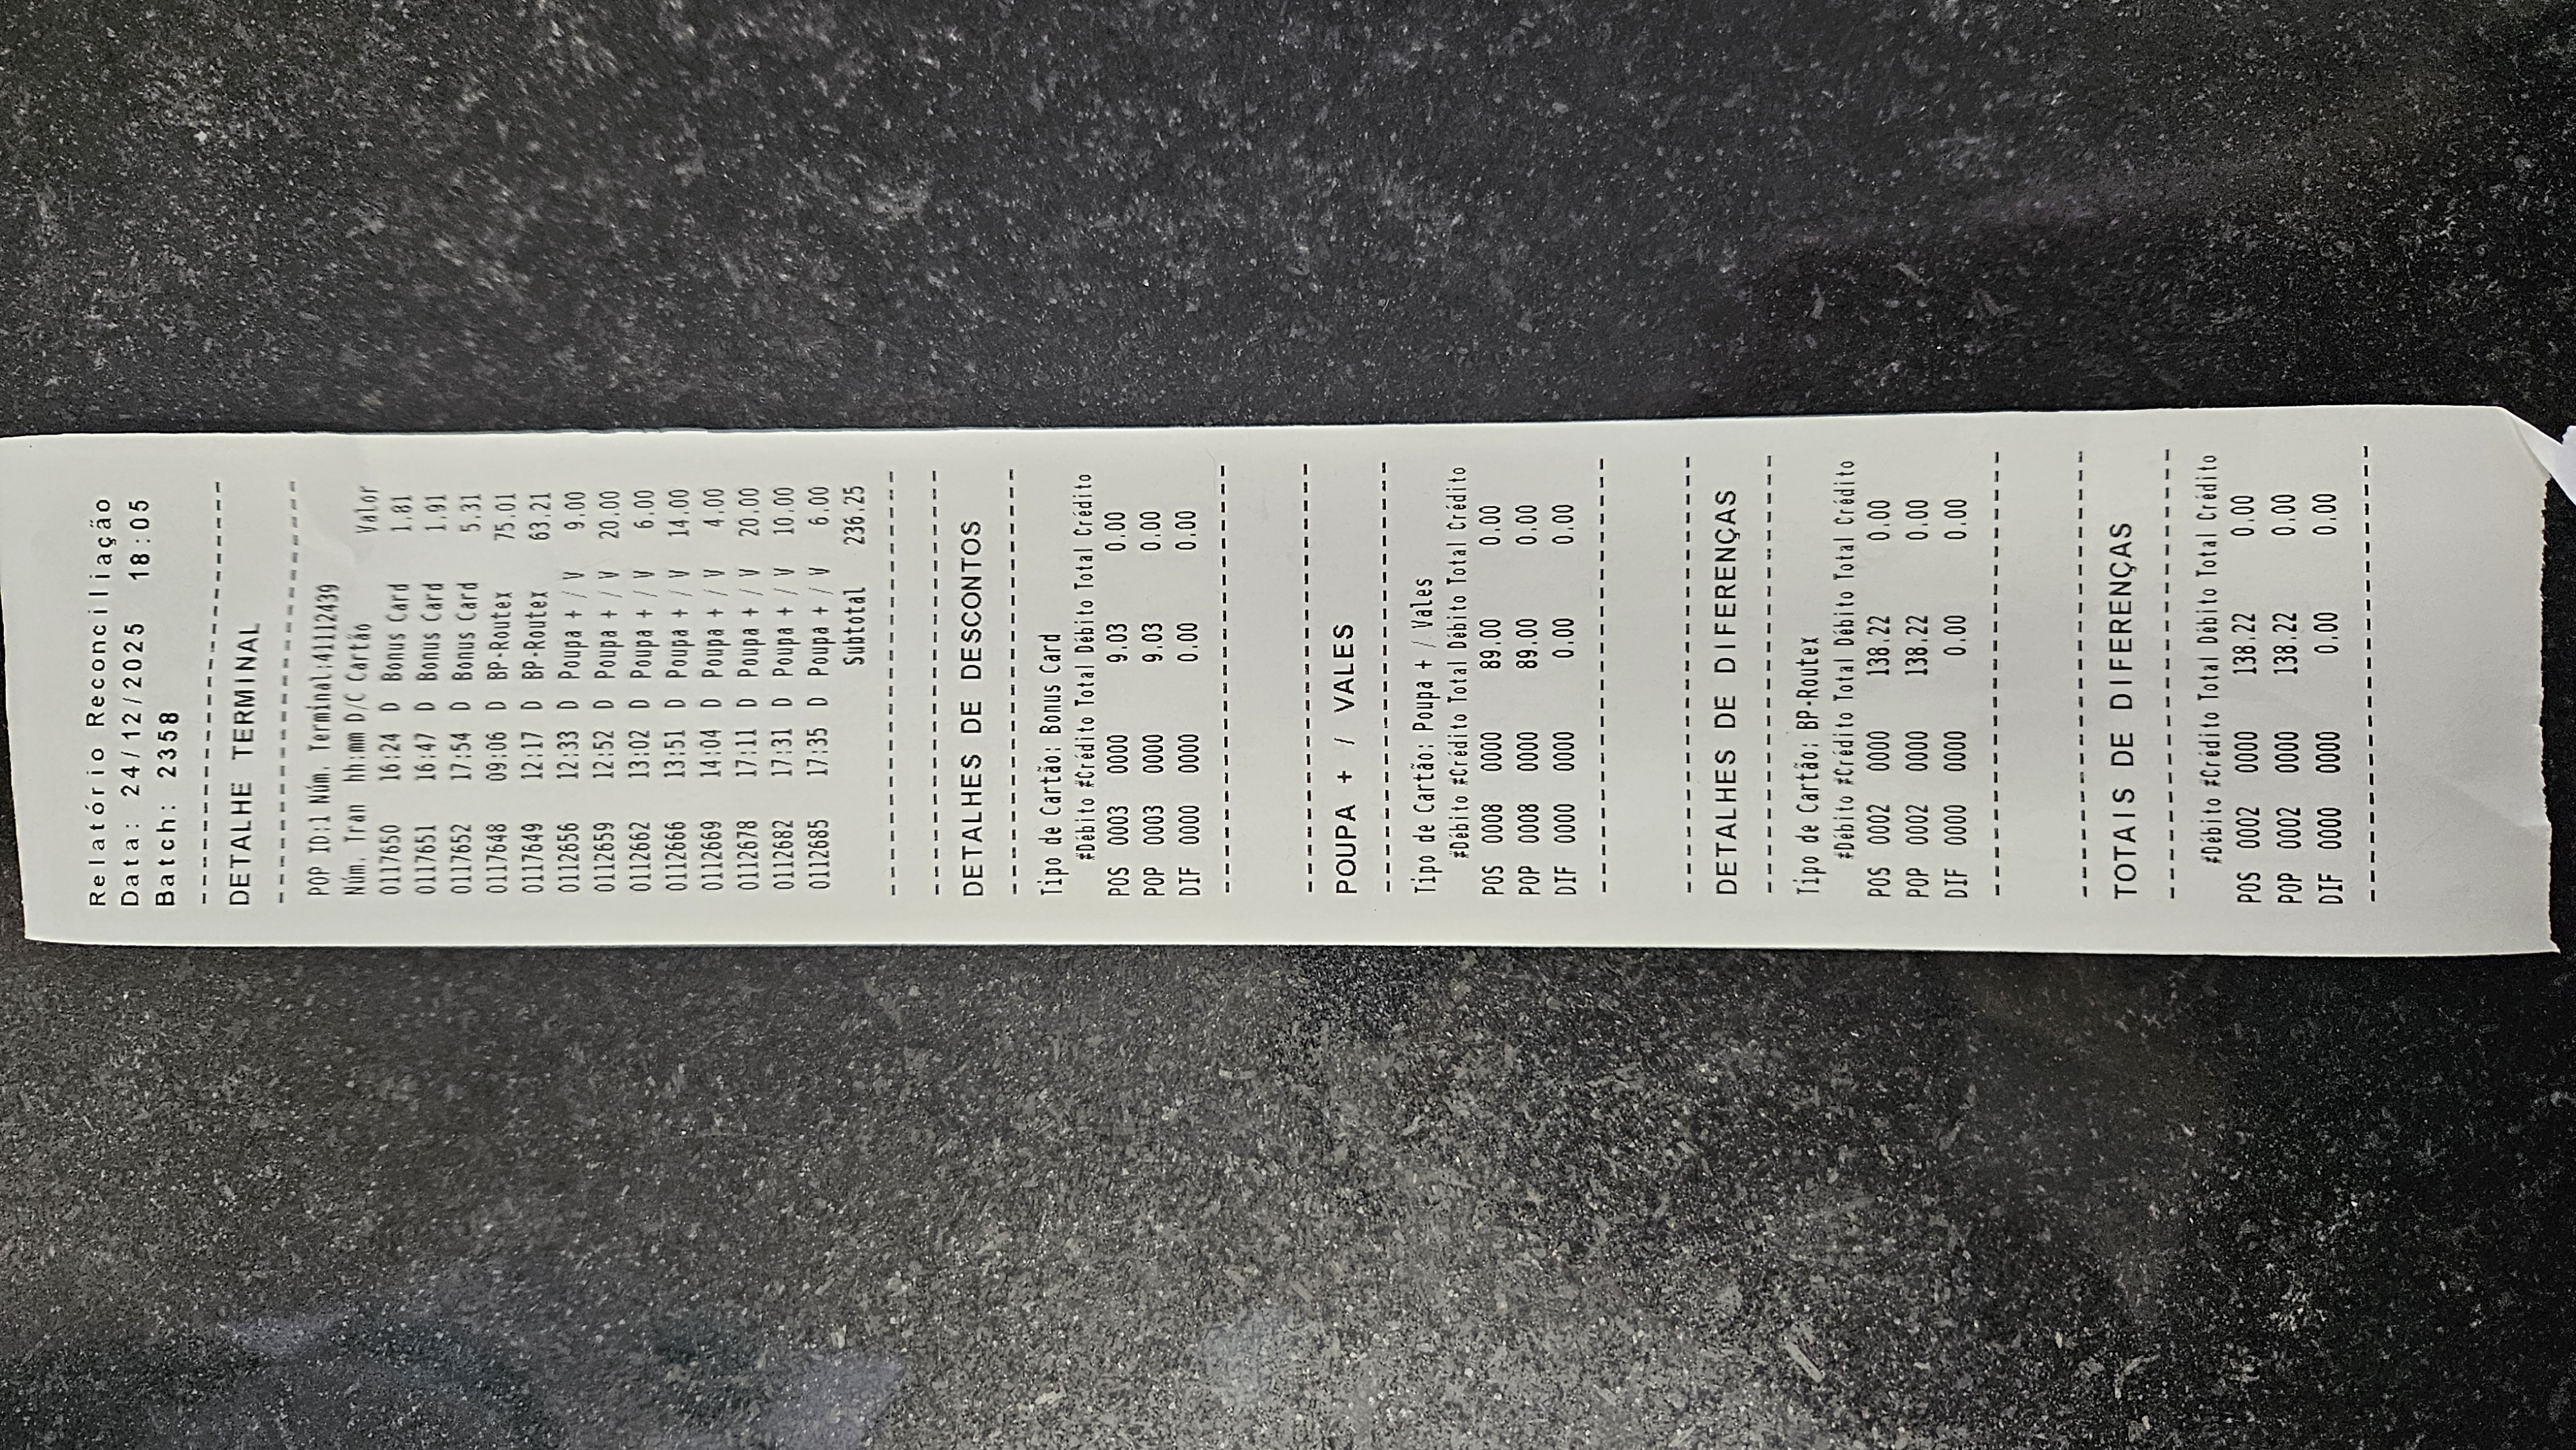 Relatório Reconciliação
Data: 24/12/2025 18:05
Batch: 2358
------------------------------
DETALHE TERMINAL
------------------------------
POP ID:1 Núm. Terminal:41112439
Núm. Tran hh:mm D/C Cartão Valor
0117650 16:24 D Bonus Card 1.81
0117651 16:47 D Bonus Card 1.91
0117652 17:54 D Bonus Card 5.31
0117648 09:06 D BP-Routex 75.01
0117649 12:17 D BP-Routex 63.21
0112656 12:33 D Poupa + / V 9.00
0112659 12:52 D Poupa + / V 20.00
0112662 13:02 D Poupa + / V 6.00
0112666 13:51 D Poupa + / V 14.00
0112669 14:04 D Poupa + / V 4.00
0112678 17:11 D Poupa + / V 20.00
0112682 17:31 D Poupa + / V 10.00
0112685 17:35 D Poupa + / V 6.00
Subtotal 236.25
------------------------------
------------------------------
DETALHES DE DESCONTOS
------------------------------
Tipo de Cartão: Bonus Card
#Débito #Crédito Total Débito Total Crédito
POS 0003 0000 9.03 0.00
POP 0003 0000 9.03 0.00
DIF 0000 0000 0.00 0.00
------------------------------
------------------------------
POUPA + / VALES
------------------------------
Tipo de Cartão: Poupa + / Vales
#Débito #Crédito Total Débito Total Crédito
POS 0008 0000 89.00 0.00
POP 0008 0000 89.00 0.00
DIF 0000 0000 0.00 0.00
------------------------------
------------------------------
DETALHES DE DIFERENÇAS
------------------------------
Tipo de Cartão: BP-Routex
#Débito #Crédito Total Débito Total Crédito
POS 0002 0000 138.22 0.00
POP 0002 0000 138.22 0.00
DIF 0000 0000 0.00 0.00
------------------------------
------------------------------
TOTAIS DE DIFERENÇAS
------------------------------
#Débito #Crédito Total Débito Total Crédito
POS 0002 0000 138.22 0.00
POP 0002 0000 138.22 0.00
DIF 0000 0000 0.00 0.00
------------------------------